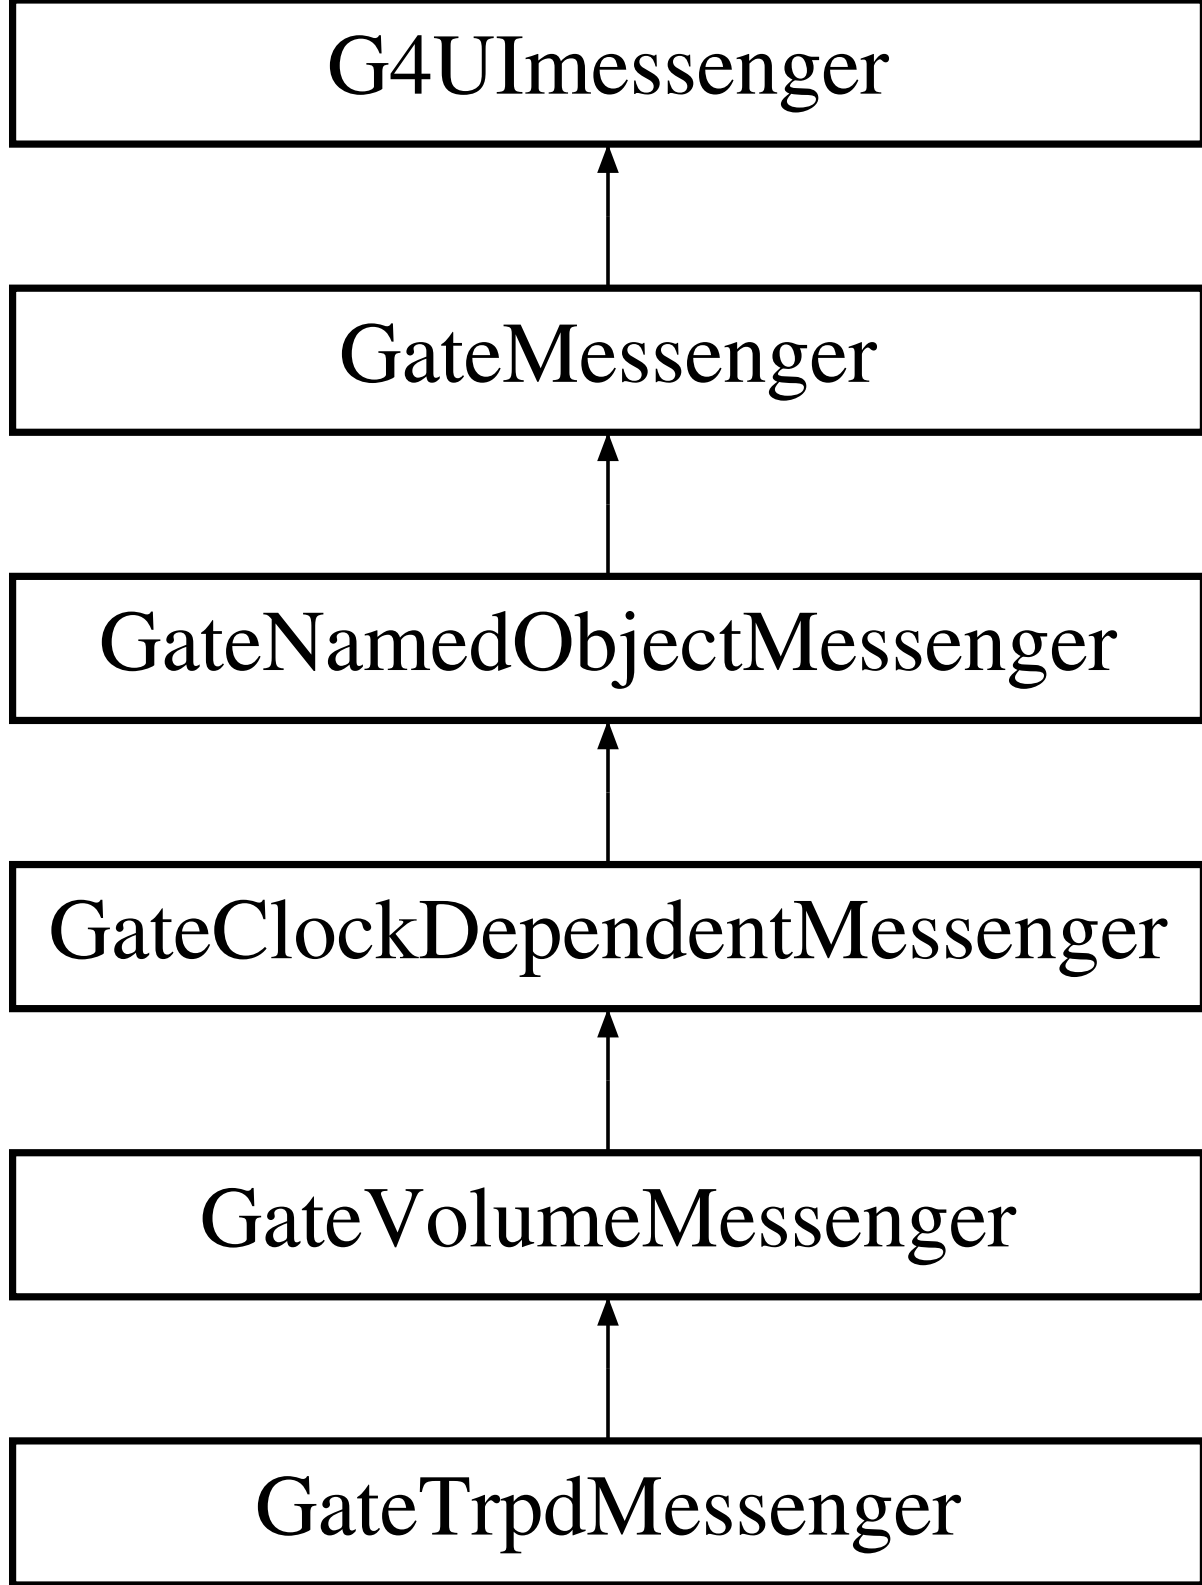 G4UImessenger
GateMessenger
GateNamedObjectMessenger
GateClockDependentMessenger
GateVolumeMessenger
GateTrpdMessenger